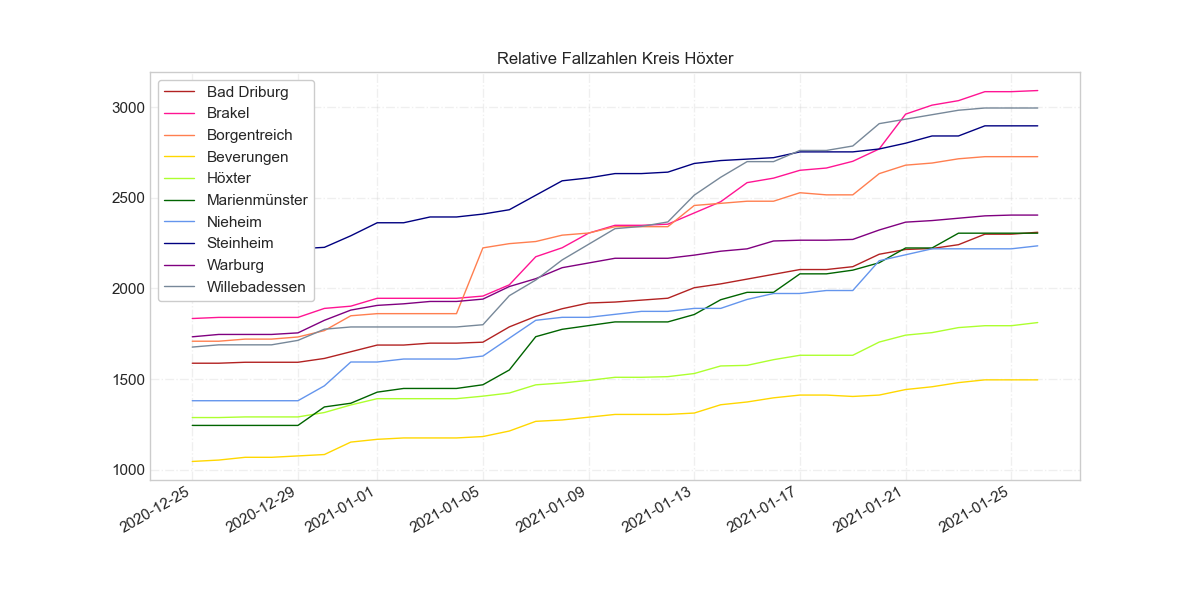 Relative Fallzahlen Kreis Höxter
3000
2500
2000
1500
1000
Bad Driburg
Brakel
Borgentreich
Beverungen
Höxter
Marienmünster
Nieheim
Steinheim
Warburg
Willebadessen
2020-12-25
2020-12-29
2021-01-01
2021-01-05
2021-01-09
2021-01-13
2021-01-17
2021-01-21
2021-01-25